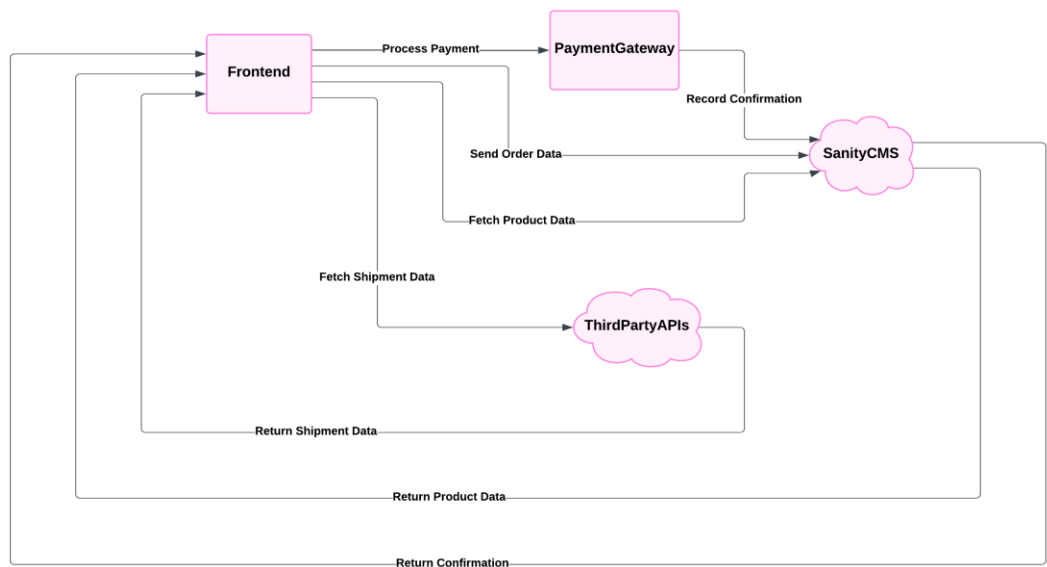 Process Payment
PaymentGateway
Frontend
Record Confirmation
Send Order Data
SanityCMS
Fetch Product Data
Fetch Shipment Data
ThirdPartyAPIs
Return Shipment Data
Return Product Data
Return Confirmation